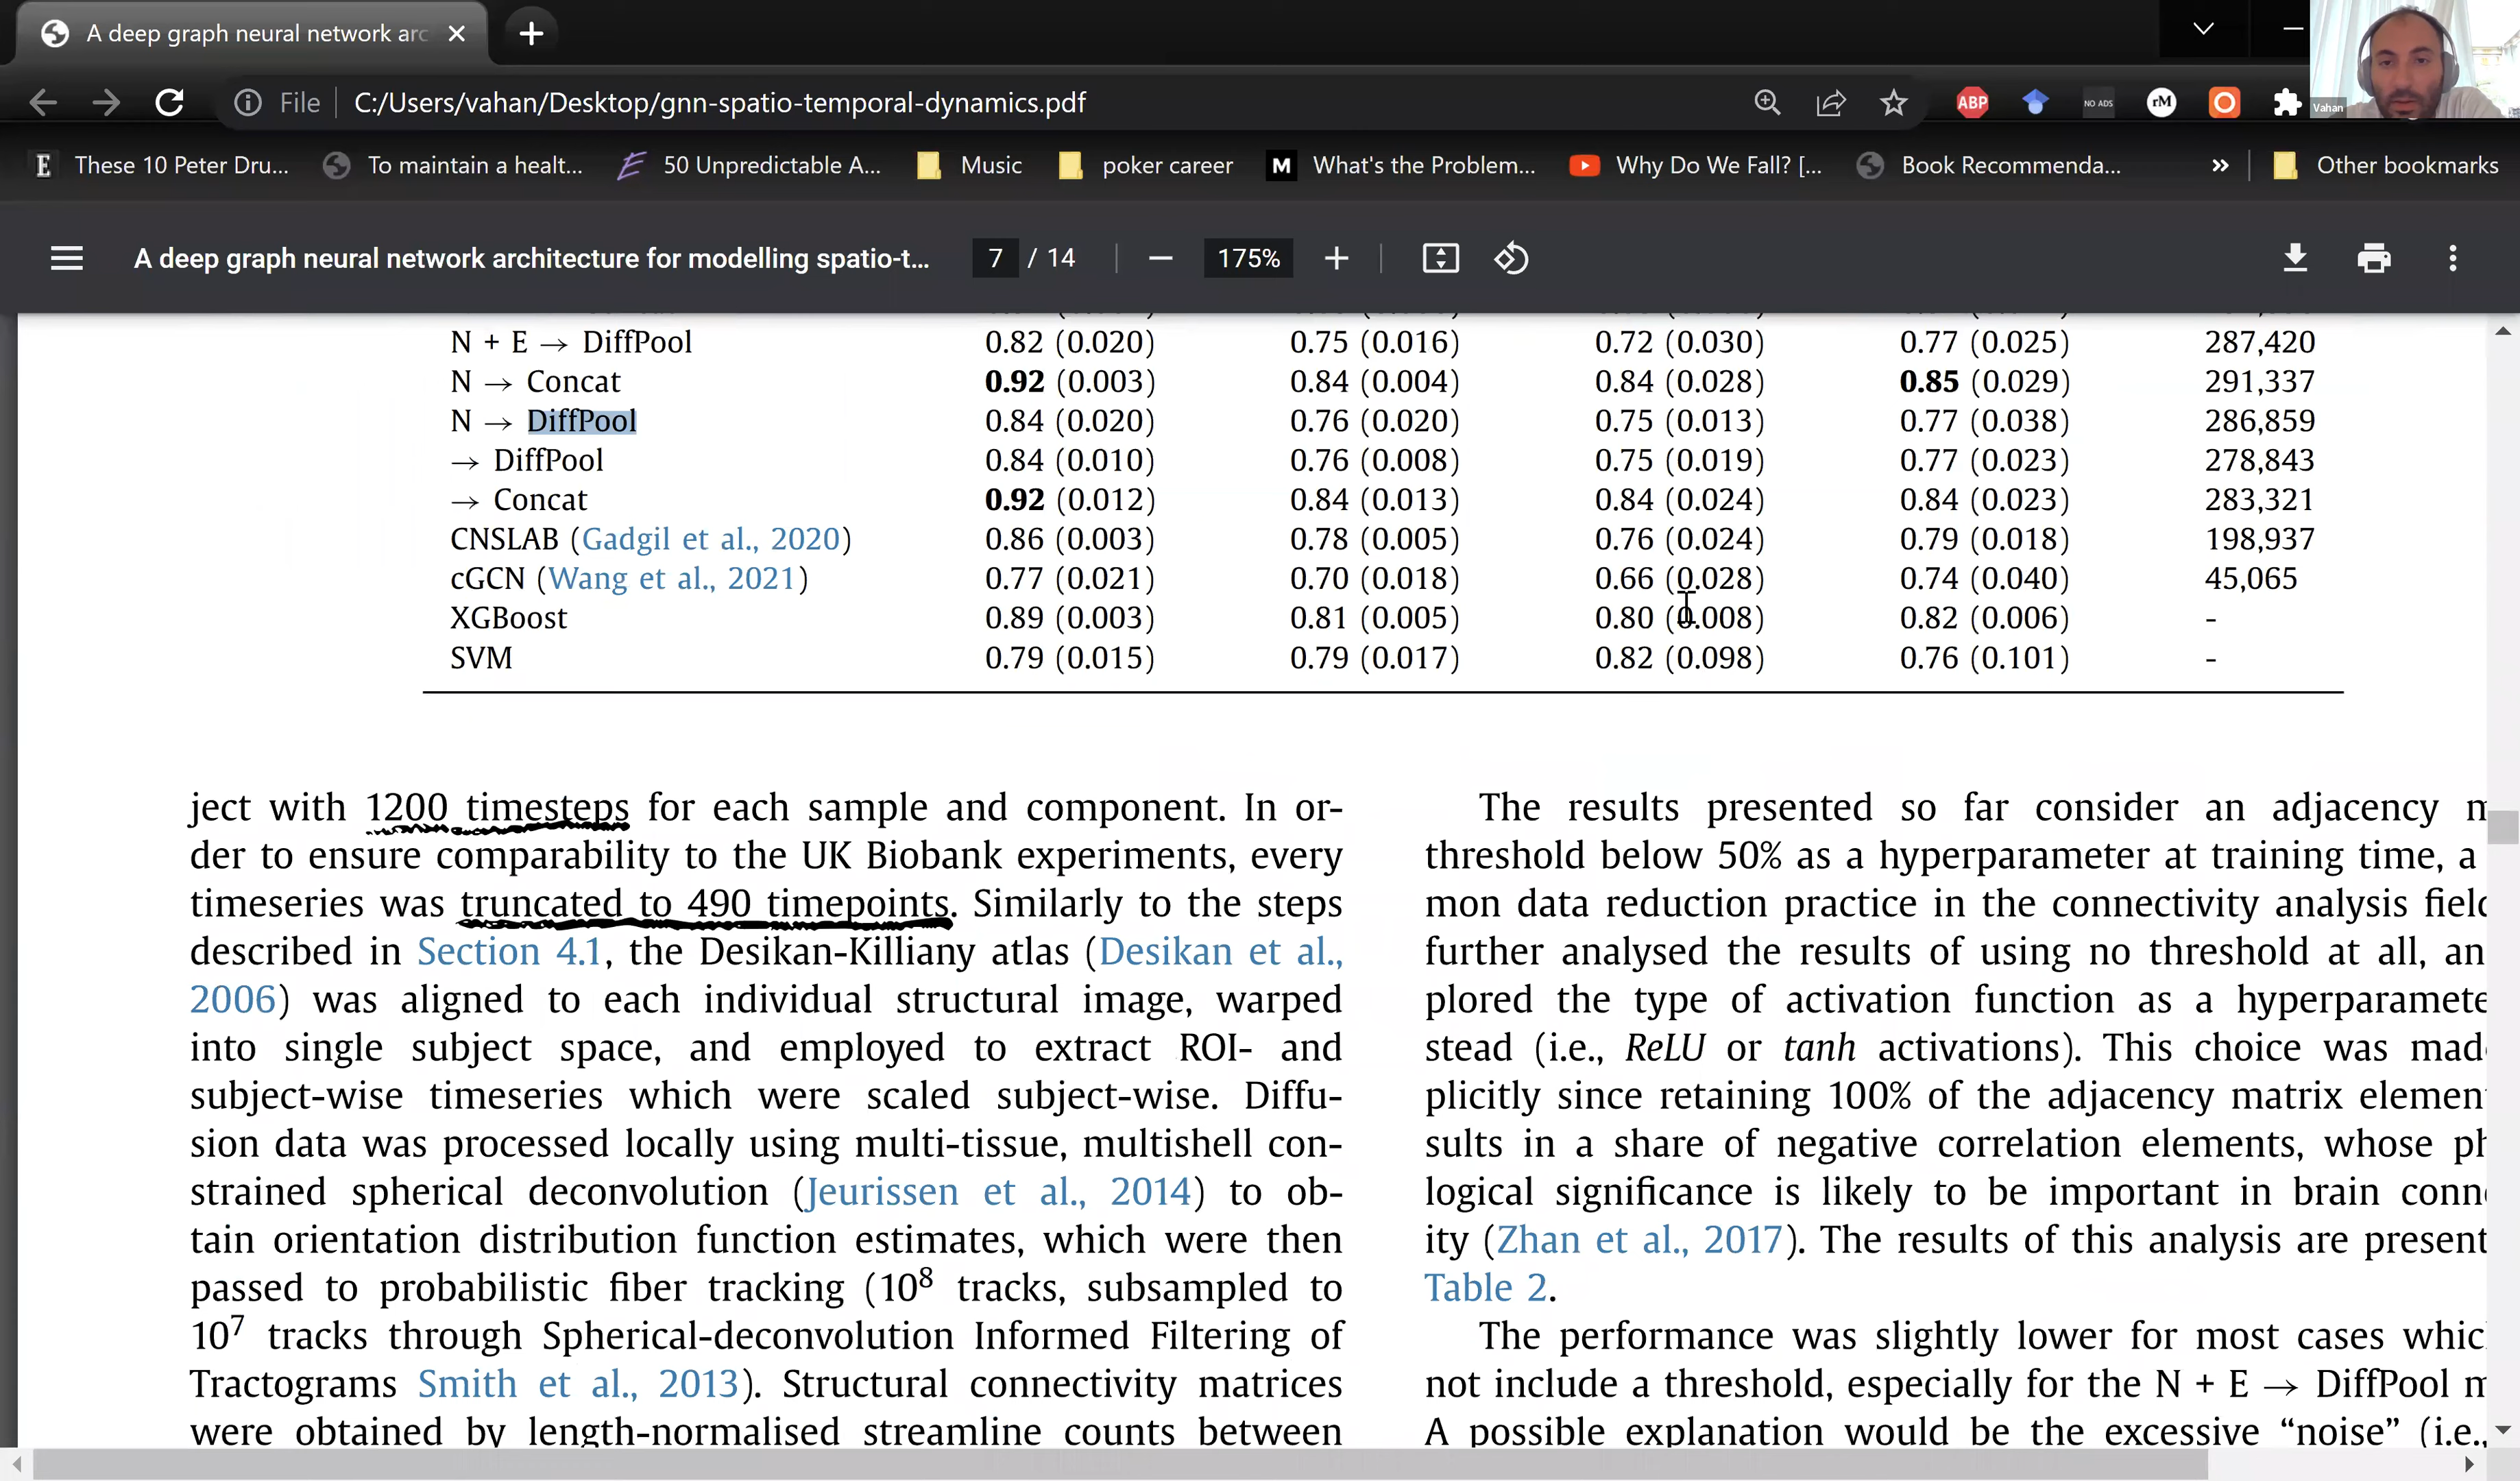 A deep graph neural network arc
File C:/Users/vahan/Desktop/gnn-spatio-temporal-dynamics.pdf
ABP NO ADS rM
Vahan
E These 10 Peter Dru... To maintain a healt... 50 Unpredictable A... Music poker career M What's the Problem... Why Do We Fall? [... Book Recommenda... » Other bookmarks
A deep graph neural network architecture for modelling spatio-t... 7 / 14 − 175% +
N + E → DiffPool 0.82 (0.020) 0.75 (0.016) 0.72 (0.030) 0.77 (0.025) 287,420
N → Concat 0.92 (0.003) 0.84 (0.004) 0.84 (0.028) 0.85 (0.029) 291,337
N → DiffPool 0.84 (0.020) 0.76 (0.020) 0.75 (0.013) 0.77 (0.038) 286,859
→ DiffPool 0.84 (0.010) 0.76 (0.008) 0.75 (0.019) 0.77 (0.023) 278,843
→ Concat 0.92 (0.012) 0.84 (0.013) 0.84 (0.024) 0.84 (0.023) 283,321
CNSLAB (Gadgil et al., 2020) 0.86 (0.003) 0.78 (0.005) 0.76 (0.024) 0.79 (0.018) 198,937
cGCN (Wang et al., 2021) 0.77 (0.021) 0.70 (0.018) 0.66 (0.028) 0.74 (0.040) 45,065
XGBoost 0.89 (0.003) 0.81 (0.005) 0.80 (0.008) 0.82 (0.006) -
SVM 0.79 (0.015) 0.79 (0.017) 0.82 (0.098) 0.76 (0.101) -
ject with 1200 timesteps for each sample and component. In or-
der to ensure comparability to the UK Biobank experiments, every
timeseries was truncated to 490 timepoints. Similarly to the steps
described in Section 4.1, the Desikan-Killiany atlas (Desikan et al.,
2006) was aligned to each individual structural image, warped
into single subject space, and employed to extract ROI- and
subject-wise timeseries which were scaled subject-wise. Diffu-
sion data was processed locally using multi-tissue, multishell con-
strained spherical deconvolution (Jeurissen et al., 2014) to ob-
tain orientation distribution function estimates, which were then
passed to probabilistic fiber tracking (10⁸ tracks, subsampled to
10⁷ tracks through Spherical-deconvolution Informed Filtering of
Tractograms Smith et al., 2013). Structural connectivity matrices
were obtained by length-normalised streamline counts between
The results presented so far consider an adjacency m
threshold below 50% as a hyperparameter at training time, a
mon data reduction practice in the connectivity analysis field
further analysed the results of using no threshold at all, an
plored the type of activation function as a hyperparamete
stead (i.e., ReLU or tanh activations). This choice was made
plicitly since retaining 100% of the adjacency matrix element
sults in a share of negative correlation elements, whose ph
logical significance is likely to be important in brain conne
ity (Zhan et al., 2017). The results of this analysis are present
Table 2.
The performance was slightly lower for most cases whic
not include a threshold, especially for the N + E → DiffPool m
A possible explanation would be the excessive “noise” (i.e.,